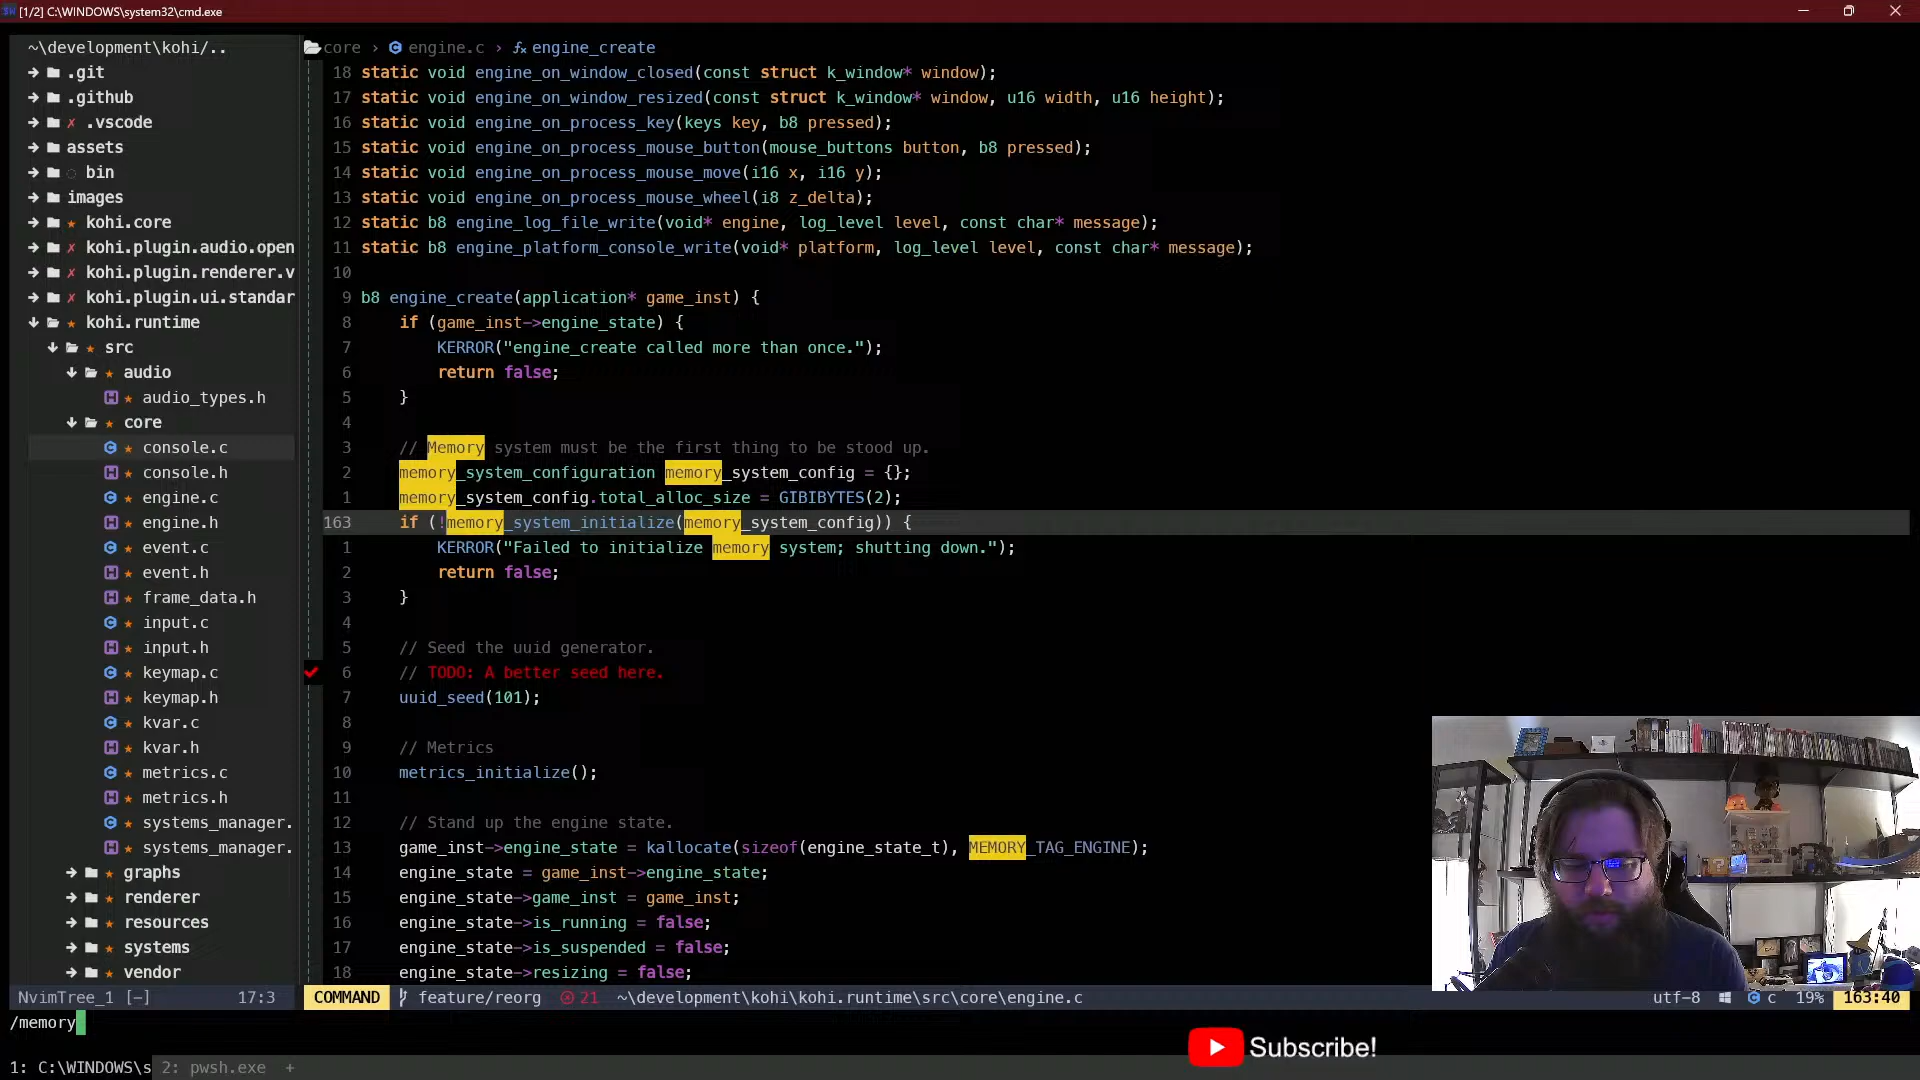 [1/2] C:\WINDOWS\system32\cmd.exe
~\development\kohi/..
.git
.github
✗ .vscode
assets
bin
images
kohi.core
✗ kohi.plugin.audio.open
✗ kohi.plugin.renderer.v
✗ kohi.plugin.ui.standar
kohi.runtime
src
audio
audio_types.h
core
console.c
console.h
engine.c
engine.h
event.c
event.h
frame_data.h
input.c
input.h
keymap.c
keymap.h
kvar.c
kvar.h
metrics.c
metrics.h
systems_manager.
systems_manager.
graphs
renderer
resources
systems
vendor
NvimTree_1 [-] 17:3
core › engine.c › engine_create
18 static void engine_on_window_closed(const struct k_window* window);
17 static void engine_on_window_resized(const struct k_window* window, u16 width, u16 height);
16 static void engine_on_process_key(keys key, b8 pressed);
15 static void engine_on_process_mouse_button(mouse_buttons button, b8 pressed);
14 static void engine_on_process_mouse_move(i16 x, i16 y);
13 static void engine_on_process_mouse_wheel(i8 z_delta);
12 static b8 engine_log_file_write(void* engine, log_level level, const char* message);
11 static b8 engine_platform_console_write(void* platform, log_level level, const char* message);
10
9 b8 engine_create(application* game_inst) {
8 if (game_inst->engine_state) {
7 KERROR("engine_create called more than once.");
6 return false;
5 }
4
3 // Memory system must be the first thing to be stood up.
2 memory_system_configuration memory_system_config = {};
1 memory_system_config.total_alloc_size = GIBIBYTES(2);
163 if (!memory_system_initialize(memory_system_config)) {
1 KERROR("Failed to initialize memory system; shutting down.");
2 return false;
3 }
4
5 // Seed the uuid generator.
6 // TODO: A better seed here.
7 uuid_seed(101);
8
9 // Metrics
10 metrics_initialize();
11
12 // Stand up the engine state.
13 game_inst->engine_state = kallocate(sizeof(engine_state_t), MEMORY_TAG_ENGINE);
14 engine_state = game_inst->engine_state;
15 engine_state->game_inst = game_inst;
16 engine_state->is_running = false;
17 engine_state->is_suspended = false;
18 engine_state->resizing = false;
COMMAND feature/reorg 21 ~\development\kohi\kohi.runtime\src\core\engine.c utf-8 c 19% 163:40
/memory
Subscribe!
1: C:\WINDOWS\s 2: pwsh.exe +